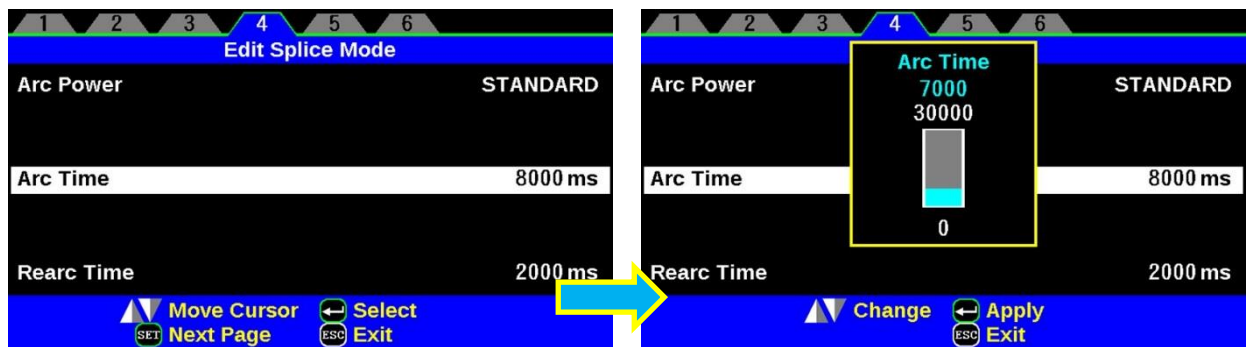 1 2 3 4 5 6
Edit Splice Mode
Arc Power STANDARD
Arc Time 8000 ms
Rearc Time 2000 ms
Move Cursor Select
SET Next Page ESC Exit
1 2 3 4 5 6
Arc Time
7000
30000
0
Arc Power STANDARD
Arc Time 8000 ms
Rearc Time 2000 ms
Change Apply
ESC Exit